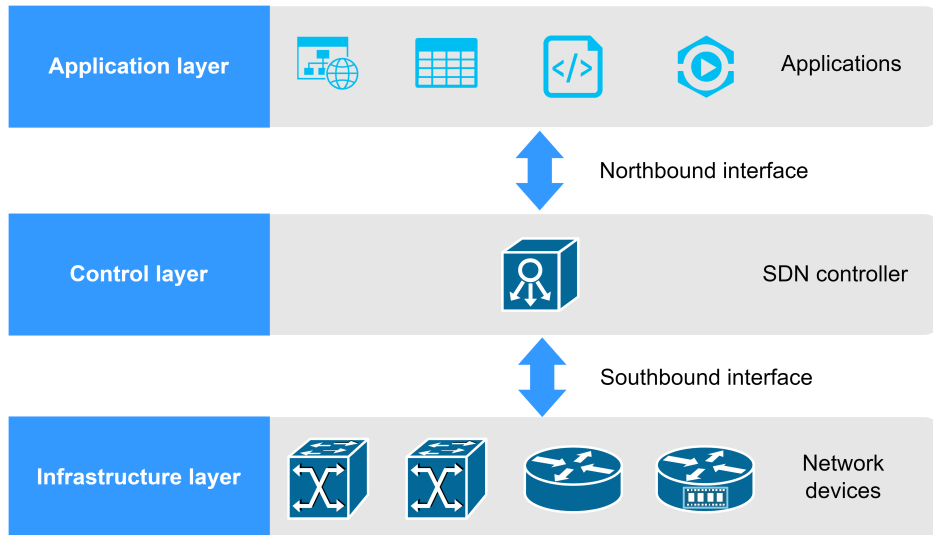 Application layer
</>
Applications
Northbound interface
Control layer
SDN controller
Southbound interface
Infrastructure layer
Network
devices